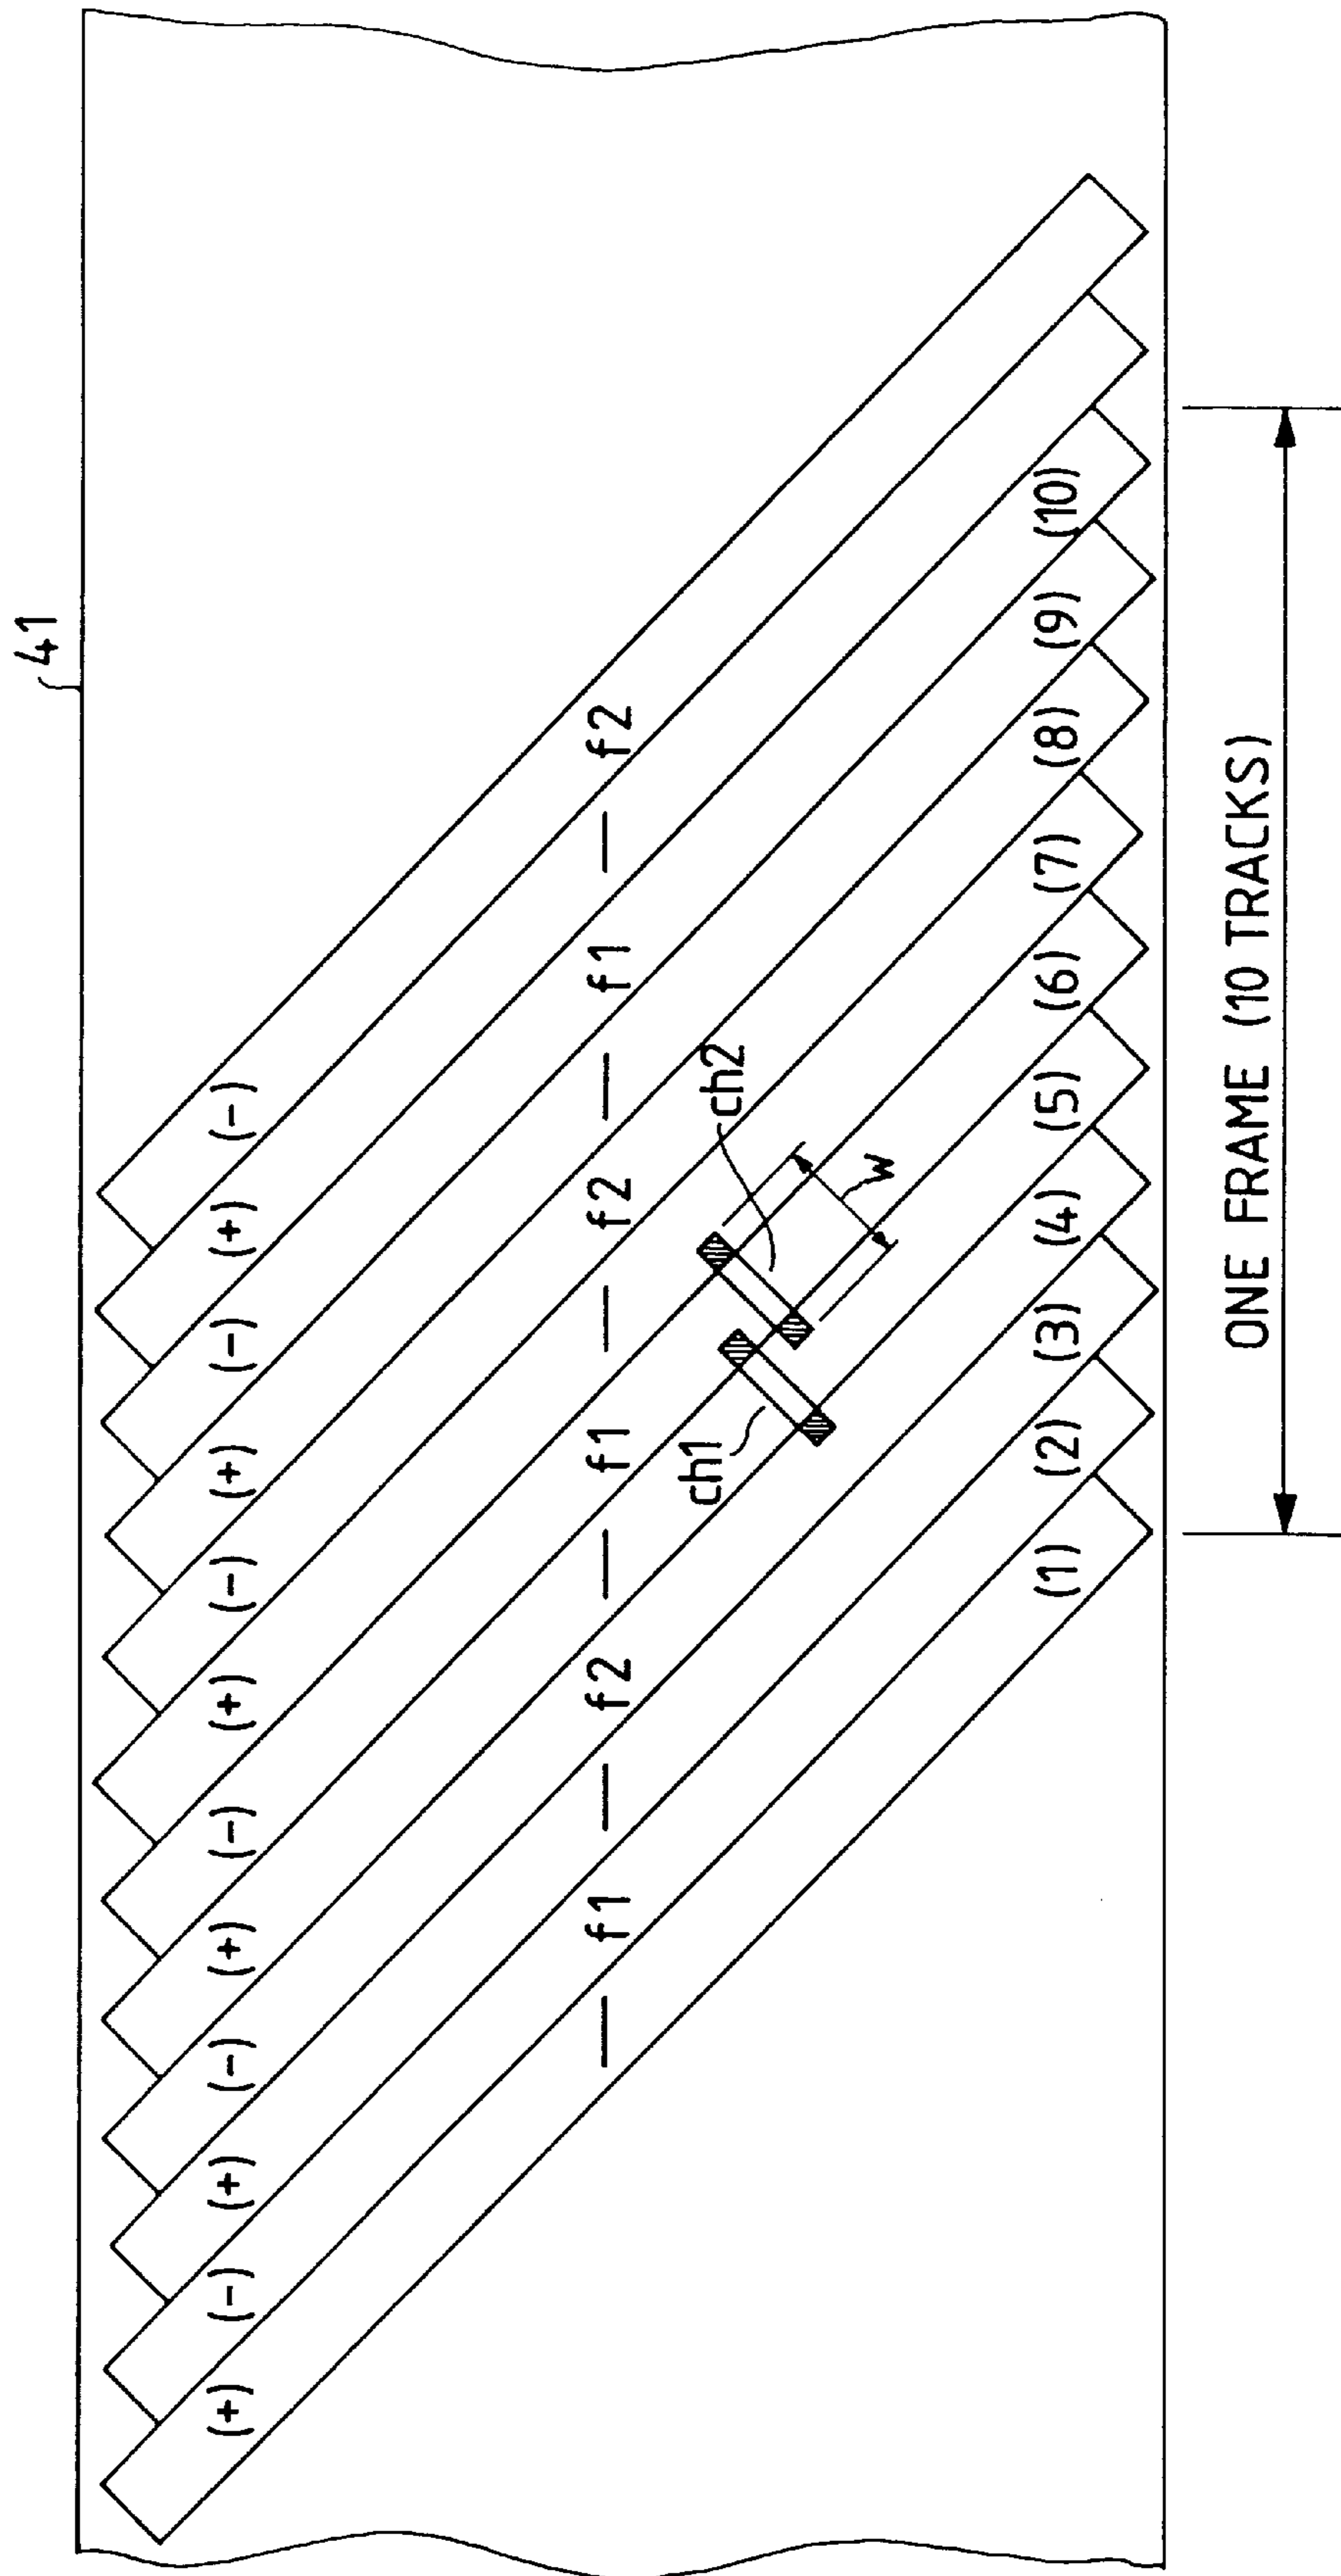 41
(+) (-) (+) (-) (+) (-) (+) (-) (+) (-) (+) (-)
— f1 — f2 — f1 — f2 — f1 — f2
ch1 ch2
w
(1) (2) (3) (4) (5) (6) (7) (8) (9) (10)
ONE FRAME (10 TRACKS)